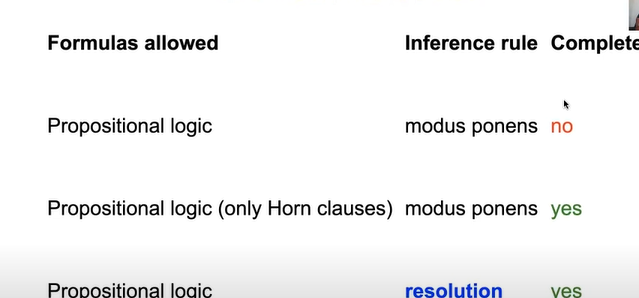 Formulas allowed Inference rule Complete
Propositional logic modus ponens no
Propositional logic (only Horn clauses) modus ponens yes
Propositional logic resolution yes